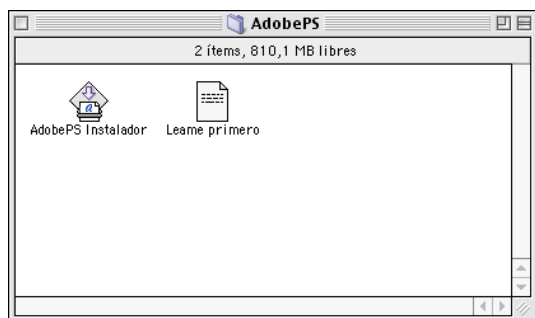 AdobePS
2 ítems, 810,1 MB libres
AdobePS Instalador
Leame primero